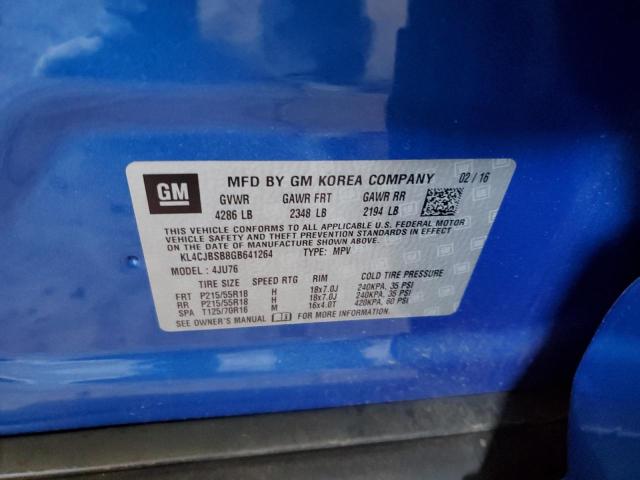 GM
MFD BY GM KOREA COMPANY 02/16
GVWR GAWR FRT GAWR RR
4286 LB 2348 LB 2194 LB
THIS VEHICLE CONFORMS TO ALL APPLICABLE U.S. FEDERAL MOTOR
VEHICLE SAFETY, BUMPER, AND THEFT PREVENTION STANDARDS IN EFFECT
ON THE DATE OF MANUFACTURE SHOWN ABOVE.
KL4CJBSB8GB641264 TYPE: MPV
MODEL : 4JU76
TIRE SIZE SPEED RTG RIM COLD TIRE PRESSURE
FRT P215/55R18 H 18x7.0J 240KPA, 35 PSI
RR P215/55R18 H 18x7.0J 240KPA, 35 PSI
SPA T125/70R16 M 16x4.0T 420KPA, 60 PSI
SEE OWNER'S MANUAL FOR MORE INFORMATION.